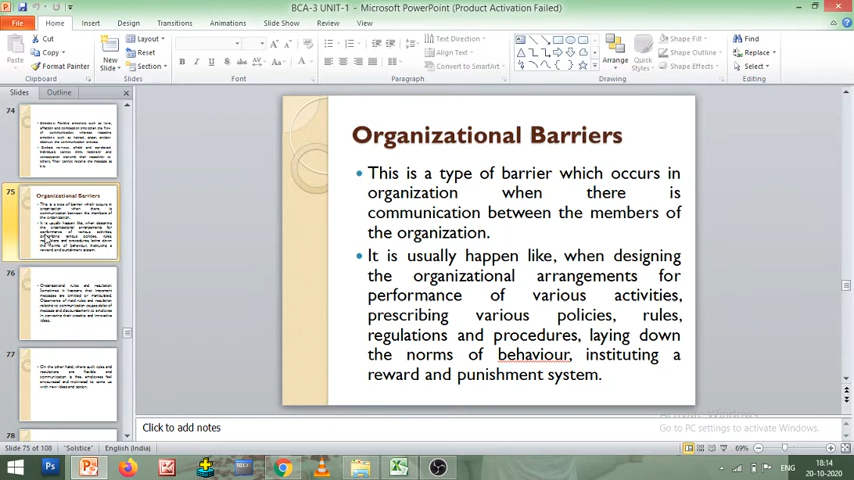 BCA-3 UNIT-1 - Microsoft PowerPoint (Product Activation Failed)
File Home Insert Design Transitions Animations Slide Show Review View
Paste
Cut
Copy
Format Painter
Clipboard
New
Slide
Layout
Reset
Section
Slides
Font
Paragraph
Text Direction
Align Text
Convert to SmartArt
Drawing
Arrange
Quick
Styles
Shape Fill
Shape Outline
Shape Effects
Find
Replace
Select
Editing
Slides Outline
74
75
Organizational Barriers
76
77
78
Organizational Barriers
• This is a type of barrier which occurs in
organization when there is
communication between the members of
the organization.
• It is usually happen like, when designing
the organizational arrangements for
performance of various activities,
prescribing various policies, rules,
regulations and procedures, laying down
the norms of behaviour, instituting a
reward and punishment system.
Click to add notes
Activate Windows
Go to PC settings to activate Windows.
Slide 75 of 108 "Solstice" English (India) 69%
ENG
18:14
20-10-2020